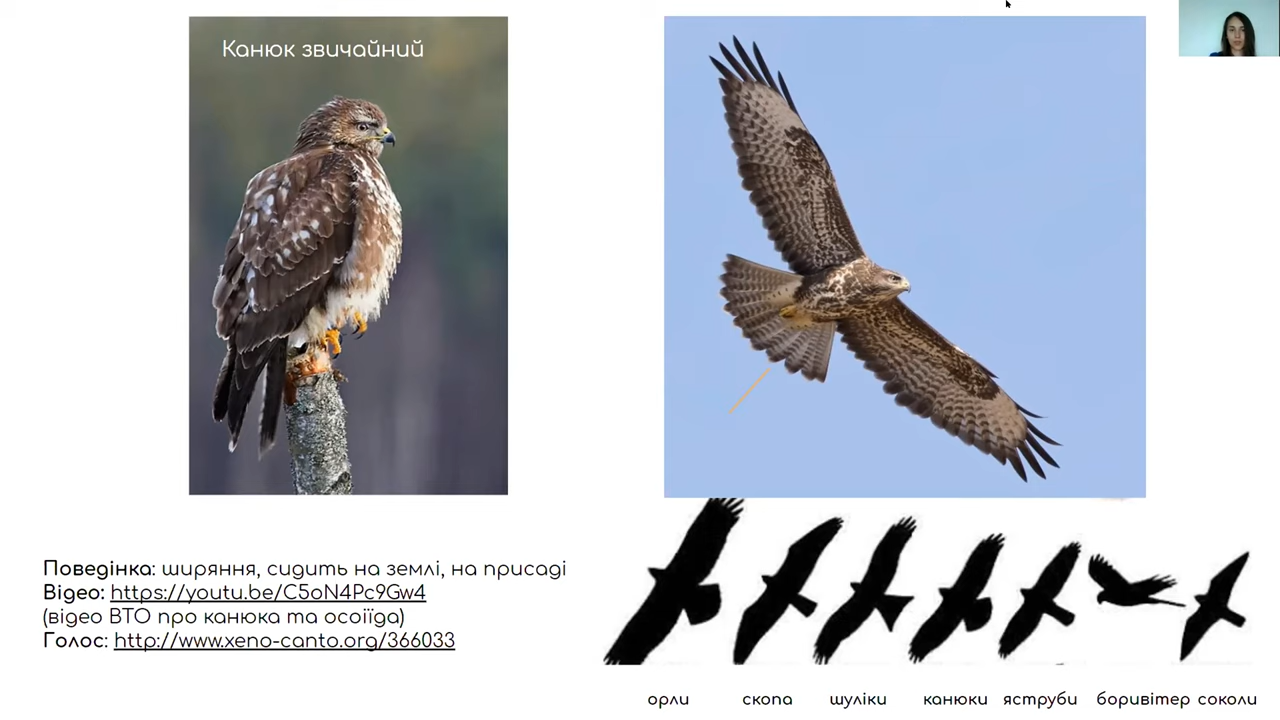 Канюк звичайний
Поведінка: ширяння, сидить на землі, на присаді
Відео: https://youtu.be/C5oN4Pc9Gw4
(відео ВТО про канюка та осоїїда)
Голос: http://www.xeno-canto.org/366033
орли скопа шуліки канюки яструби боривітер соколи